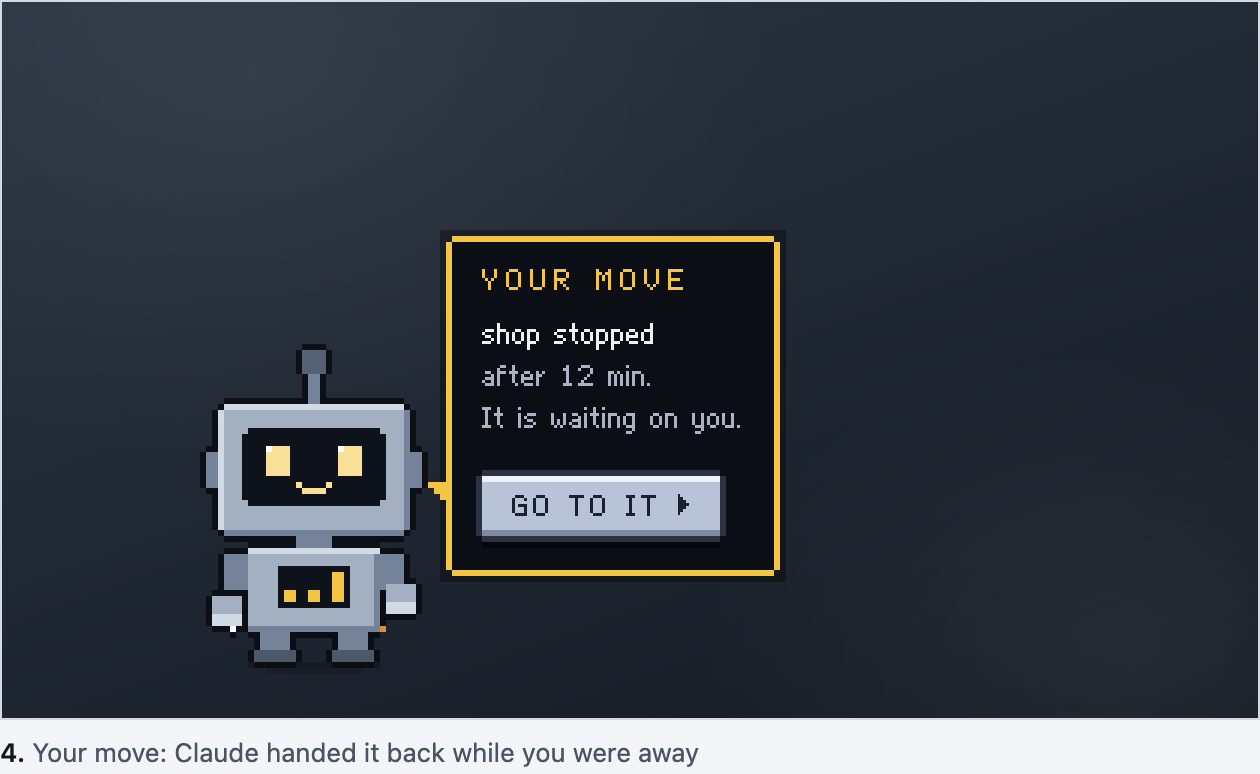 YOUR MOVE
shop stopped
after 12 min.
It is waiting on you.
GO TO IT
4. Your move: Claude handed it back while you were away